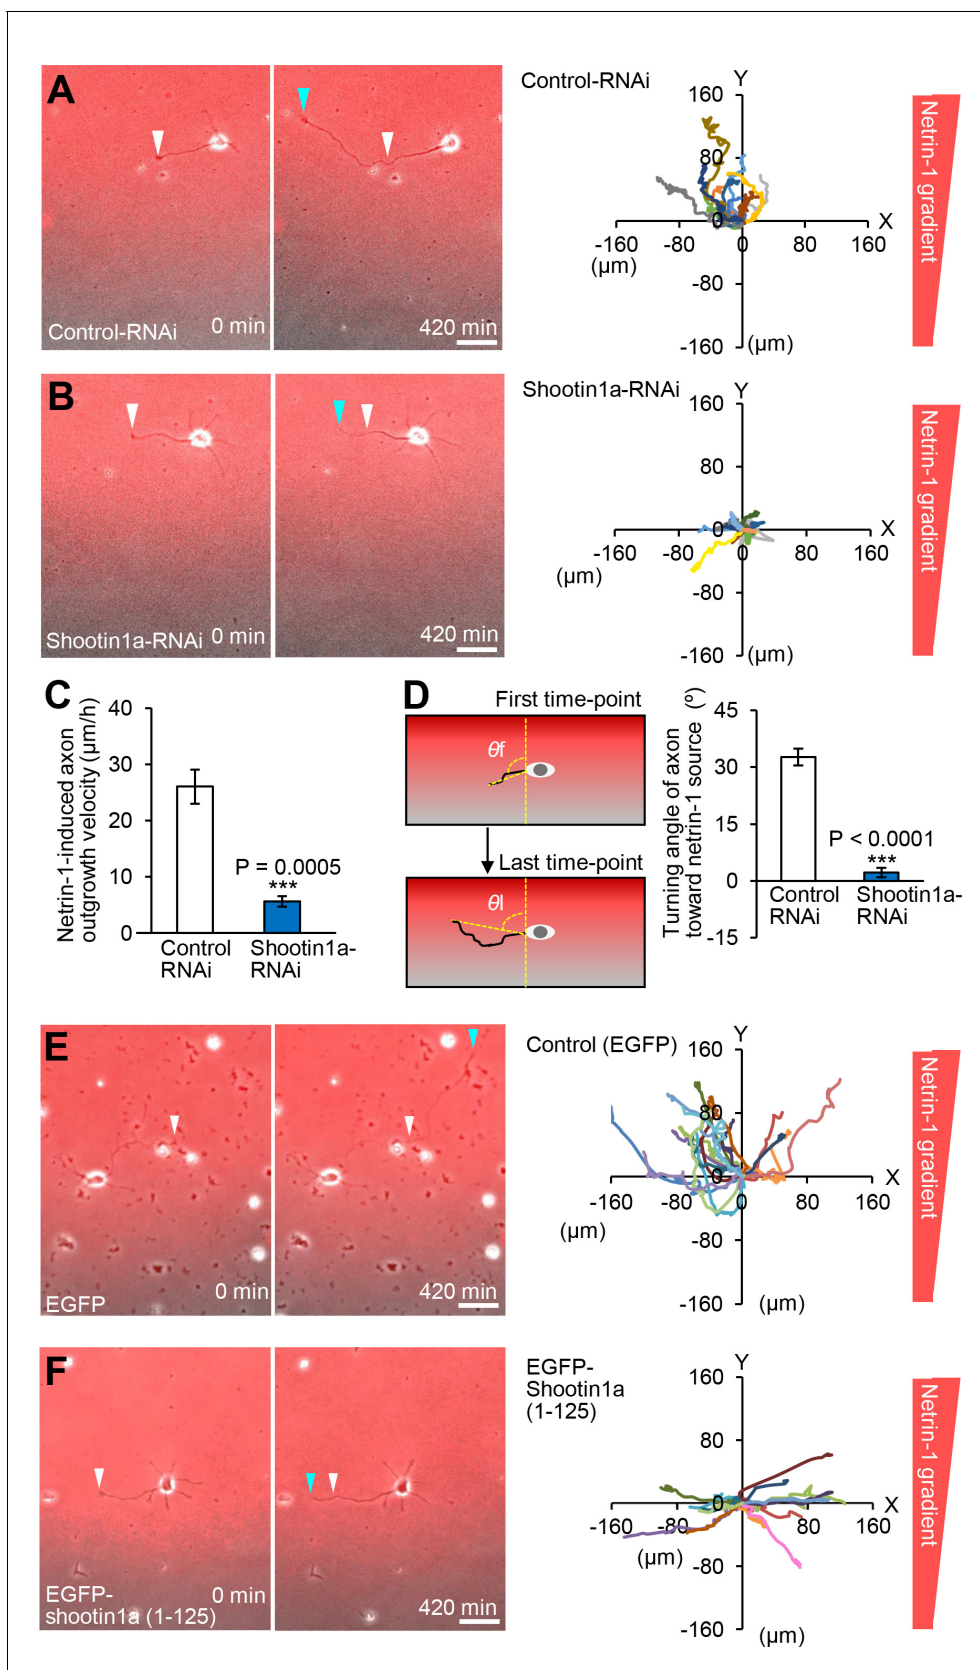 A
Control-RNAi
0 min
420 min
Control-RNAi
Y
160
80
0
-160
-80
0
80
160
X
(µm)
-80
-160
(µm)
Netrin-1 gradient
B
Shootin1a-RNAi
0 min
420 min
Shootin1a-RNAi
Y
160
80
0
X
-160
-80
0
80
160
(µm)
-80
-160
(µm)
Netrin-1 gradient
C
Netrin-1-induced axon
outgrowth velocity (µm/h)
40
30
20
10
0
P = 0.0005
***
Control
RNAi
Shootin1a-
RNAi
D
First time-point
θf
Last time-point
θl
Turning angle of axon
toward netrin-1 source (º)
45
30
15
0
-15
P < 0.0001
***
Control
RNAi
Shootin1a-
RNAi
E
EGFP
0 min
420 min
Control (EGFP)
Y
160
80
0
X
-160
-80
0
80
160
(µm)
-80
-160
(µm)
Netrin-1 gradient
F
EGFP-
shootin1a (1-125)
0 min
420 min
EGFP-
Shootin1a
(1-125)
Y
160
80
0
X
-160
-80
0
80
160
(µm)
-80
-160
(µm)
Netrin-1 gradient